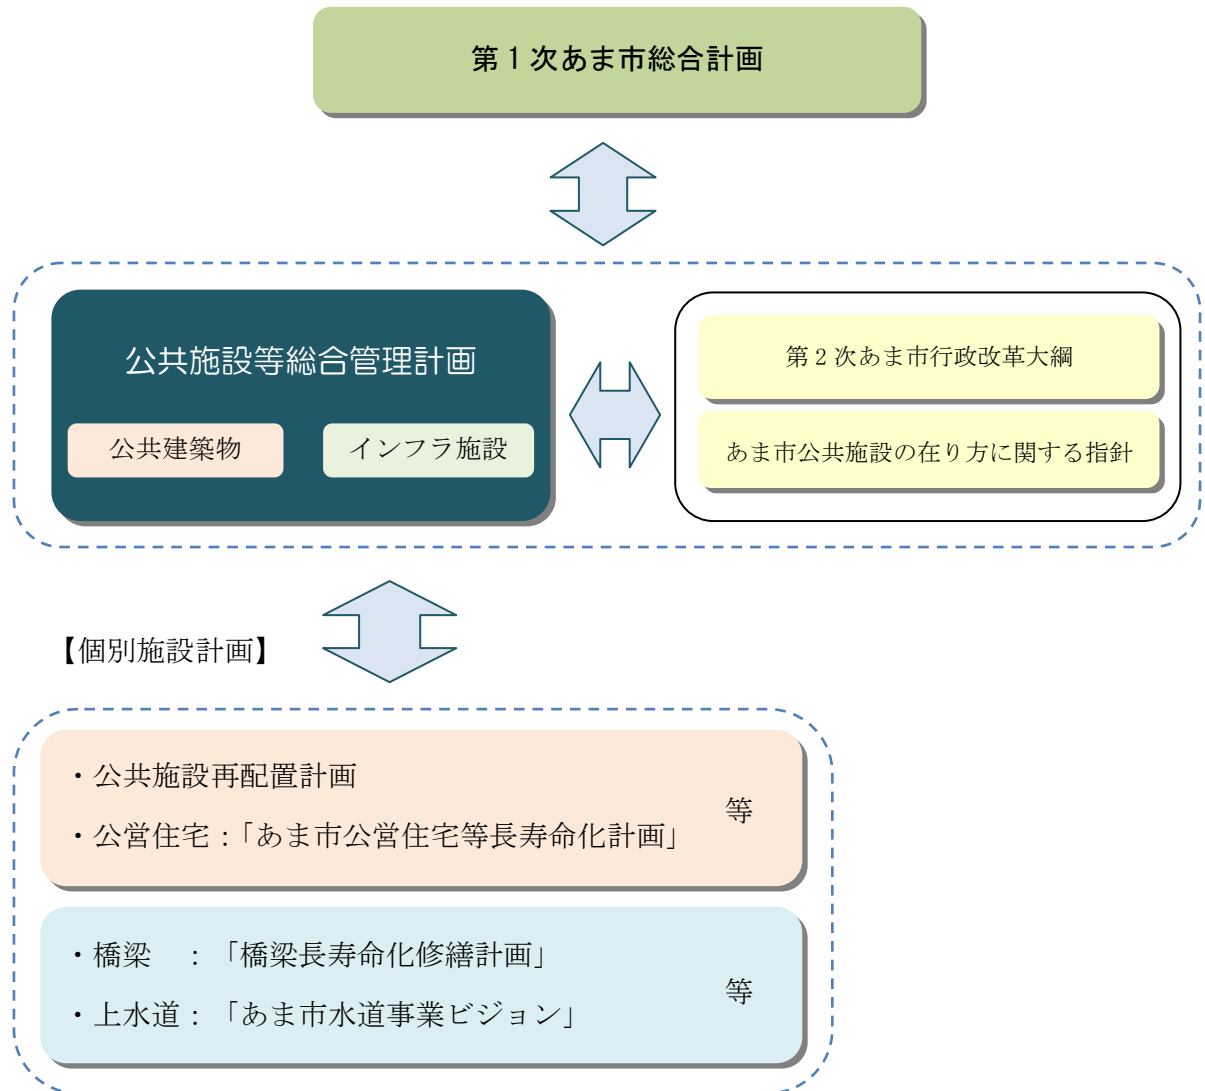 第１次あま市総合計画
公共施設等総合管理計画
公共建築物
インフラ施設
第２次あま市行政改革大綱
あま市公共施設の在り方に関する指針
【個別施設計画】
・公共施設再配置計画
・公営住宅：「あま市公営住宅等長寿命化計画」
等
・橋梁　：「橋梁長寿命化修繕計画」
・上水道：「あま市水道事業ビジョン」
等